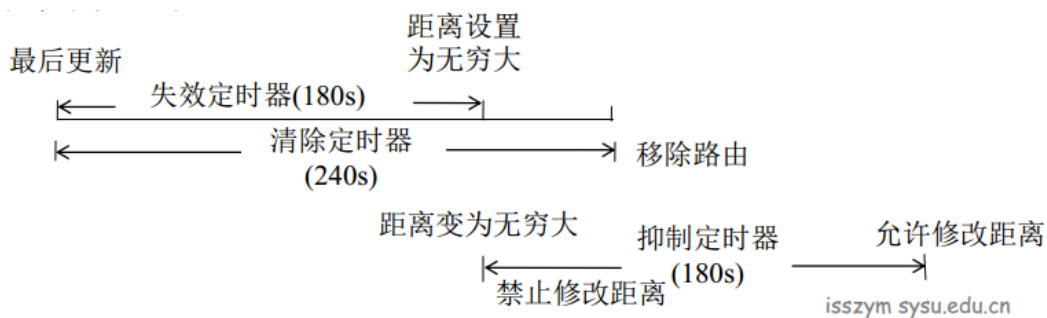 距离设置
为无穷大
最后更新
失效定时器(180s)
清除定时器
(240s)
移除路由
距离变为无穷大
抑制定时器
(180s)
允许修改距离
禁止修改距离
isszym sysu.edu.cn